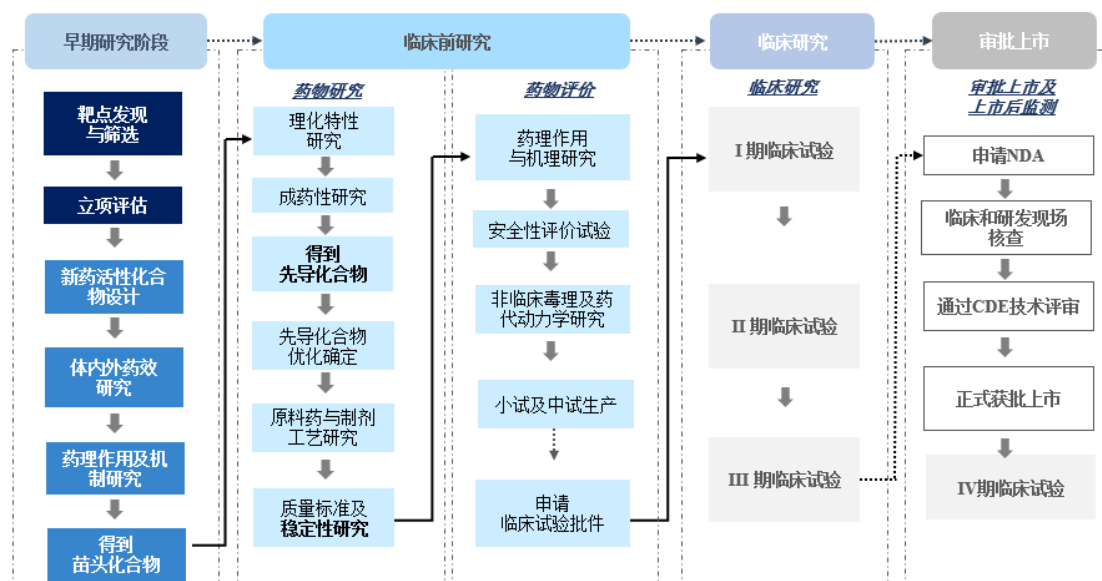 早期研究阶段
临床前研究
临床研究
审批上市
靶点发现
与筛选
立项评估
新药活性化合
物设计
体内外药效
研究
药理作用及机
制研究
得到
苗头化合物
药物研究
理化特性
研究
成药性研究
得到
先导化合物
先导化合物
优化确定
原料药与制剂
工艺研究
质量标准及
稳定性研究
药物评价
药理作用
与机理研究
安全性评价试验
非临床毒理及药
代动力学研究
小试及中试生产
申请
临床试验批件
临床研究
I 期临床试验
II 期临床试验
III 期临床试验
审批上市及
上市后监测
申请NDA
临床和研发现场
核查
通过CDE技术评审
正式获批上市
IV期临床试验